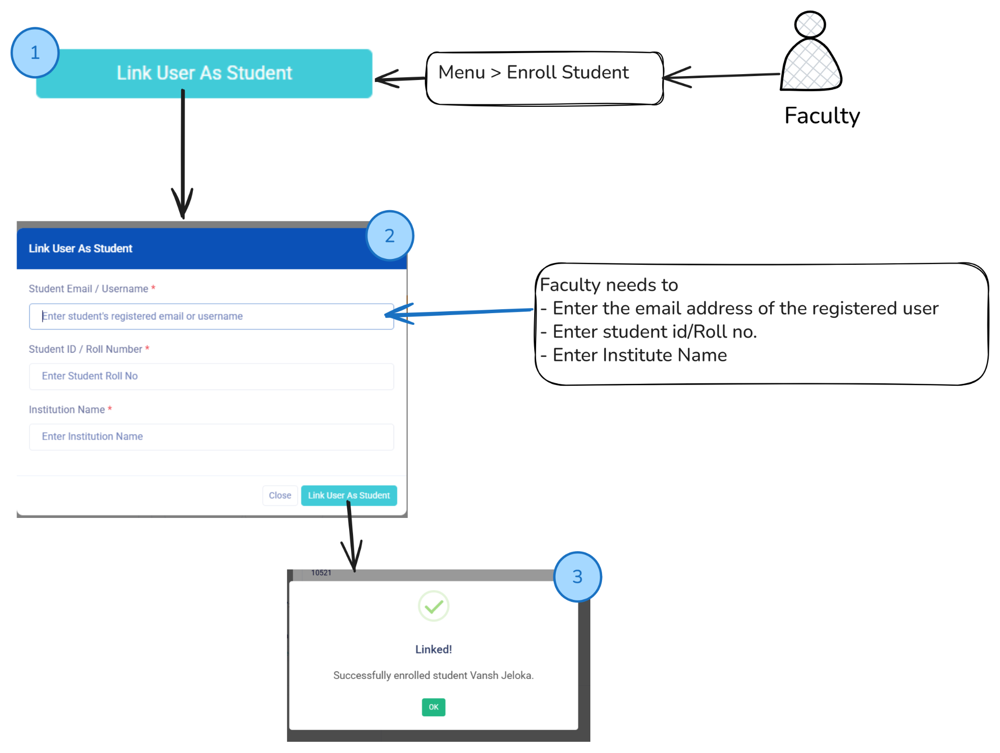 1
Link User As Student
Menu > Enroll Student
Faculty
2
Link User As Student
Student Email / Username *
Enter student's registered email or username
Student ID / Roll Number *
Enter Student Roll No
Institution Name *
Enter Institution Name
Close
Link User As Student
Faculty needs to
- Enter the email address of the registered user
- Enter student id/Roll no.
- Enter Institute Name
3
10521
Linked!
Successfully enrolled student Vansh Jeloka.
OK